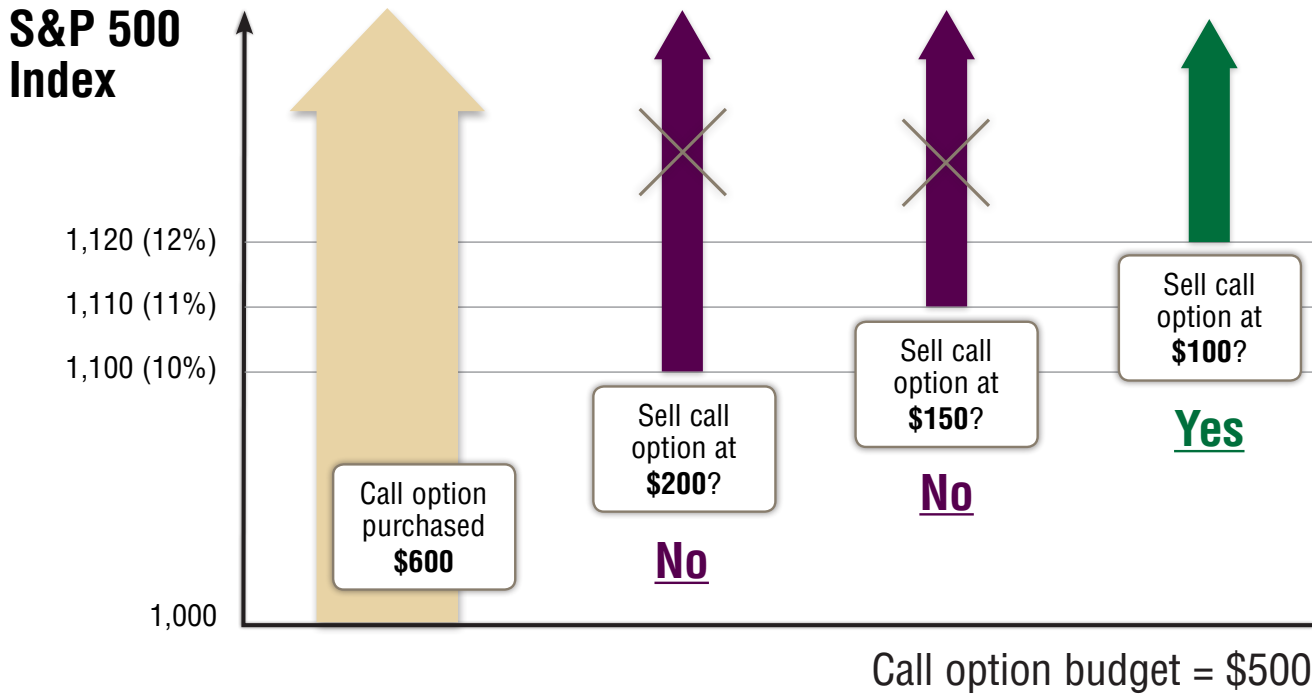 S&P 500
Index
1,120 (12%)
1,110 (11%)
1,100 (10%)
1,000
Call option
purchased
$600
Sell call
option at
$200?
No
Sell call
option at
$150?
No
Sell call
option at
$100?
Yes
Call option budget = $500